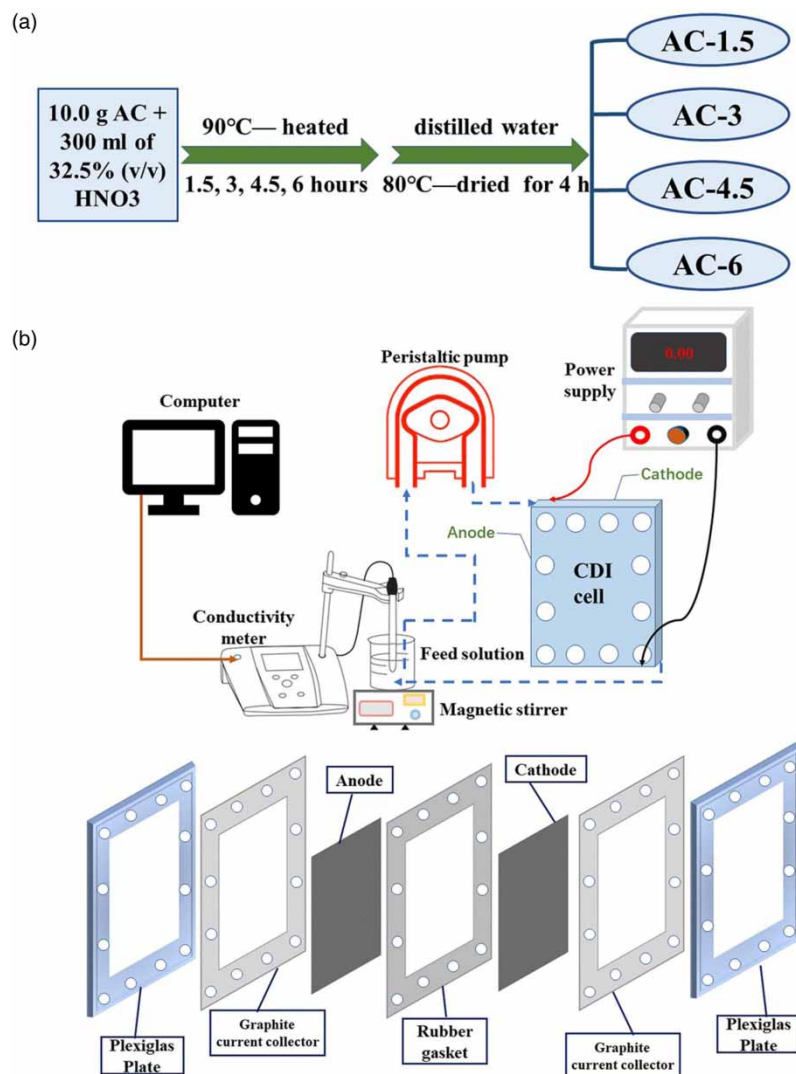 (a)
10.0 g AC +
300 ml of
32.5% (v/v)
HNO3
90°C— heated
1.5, 3, 4.5, 6 hours
distilled water
80°C—dried for 4 h
AC-1.5
AC-3
AC-4.5
AC-6
(b)
Computer
Peristaltic pump
Power
supply
0.00
Cathode
Anode
CDI
cell
Conductivity
meter
Feed solution
Magnetic stirrer
Anode
Cathode
Plexiglas
Plate
Graphite
current collector
Rubber
gasket
Graphite
current collector
Plexiglas
Plate